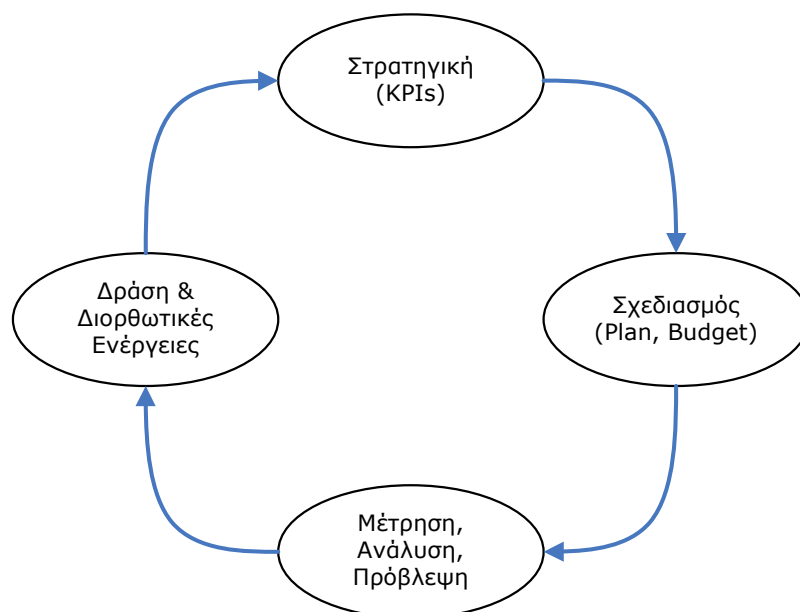 Στρατηγική
(KPIs)
Σχεδιασμός
(Plan, Budget)
Μέτρηση,
Ανάλυση,
Πρόβλεψη
Δράση &
Διορθωτικές
Ενέργειες